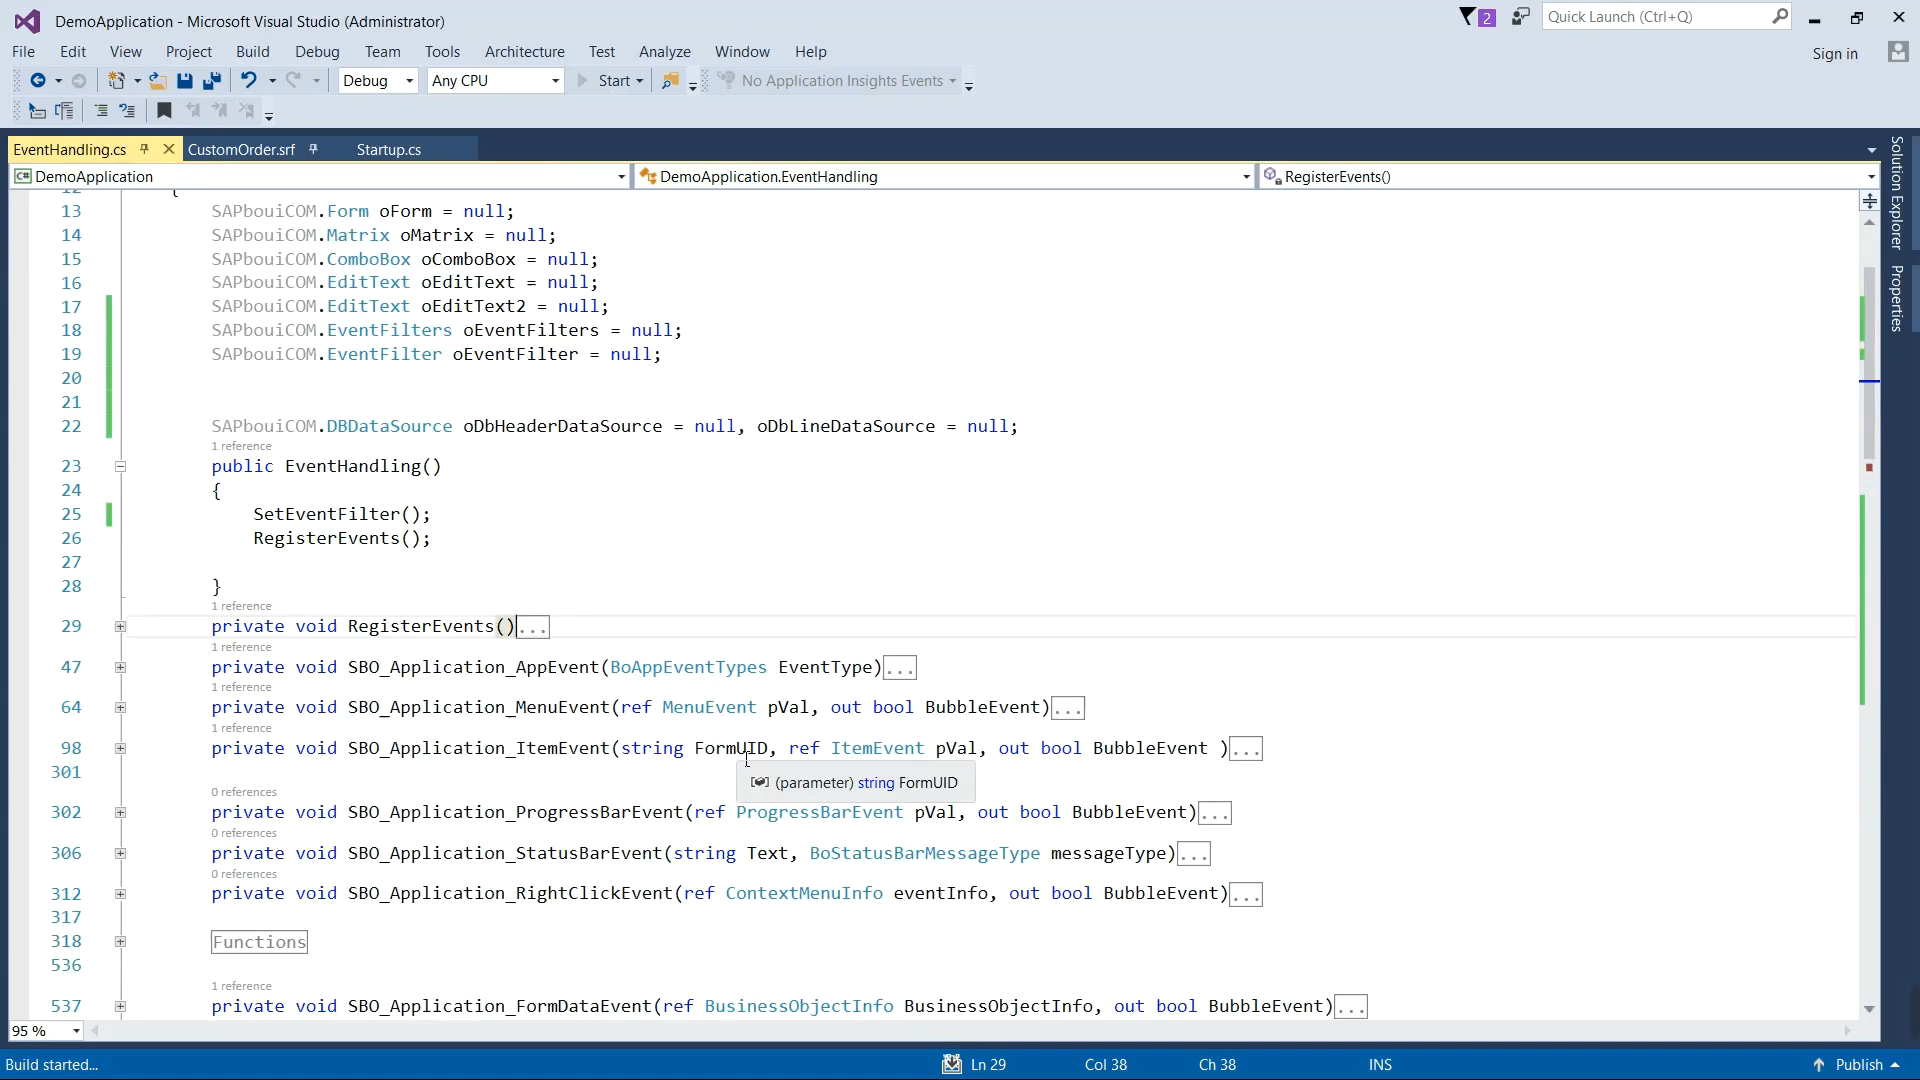 DemoApplication - Microsoft Visual Studio (Administrator)
2
Quick Launch (Ctrl+Q)
File Edit View Project Build Debug Team Tools Test Architecture Analyze Window Help
Sign in
Debug Any CPU Start No Application Insights Events
EventHandling.cs CustomOrder.srf Startup.cs
C# DemoApplication DemoApplication.EventHandling RegisterEvents()
12 {
13 SAPbouiCOM.Form oForm = null;
14 SAPbouiCOM.Matrix oMatrix = null;
15 SAPbouiCOM.ComboBox oComboBox = null;
16 SAPbouiCOM.EditText oEditText = null;
17 SAPbouiCOM.EditText oEditText2 = null;
18 SAPbouiCOM.EventFilters oEventFilters = null;
19 SAPbouiCOM.EventFilter oEventFilter = null;
20
21
22 SAPbouiCOM.DBDataSource oDbHeaderDataSource = null, oDbLineDataSource = null;
1 reference
23 public EventHandling()
24 {
25 SetEventFilter();
26 RegisterEvents();
27
28 }
1 reference
29 private void RegisterEvents()...
1 reference
47 private void SBO_Application_AppEvent(BoAppEventTypes EventType)...
1 reference
64 private void SBO_Application_MenuEvent(ref MenuEvent pVal, out bool BubbleEvent)...
1 reference
98 private void SBO_Application_ItemEvent(string FormUID, ref ItemEvent pVal, out bool BubbleEvent )...
301
(parameter) string FormUID
0 references
302 private void SBO_Application_ProgressBarEvent(ref ProgressBarEvent pVal, out bool BubbleEvent)...
0 references
306 private void SBO_Application_StatusBarEvent(string Text, BoStatusBarMessageType messageType)...
0 references
312 private void SBO_Application_RightClickEvent(ref ContextMenuInfo eventInfo, out bool BubbleEvent)...
317
318 Functions
536
1 reference
537 private void SBO_Application_FormDataEvent(ref BusinessObjectInfo BusinessObjectInfo, out bool BubbleEvent)...
95 %
Build started... Ln 29 Col 38 Ch 38 INS Publish
Solution Explorer
Properties